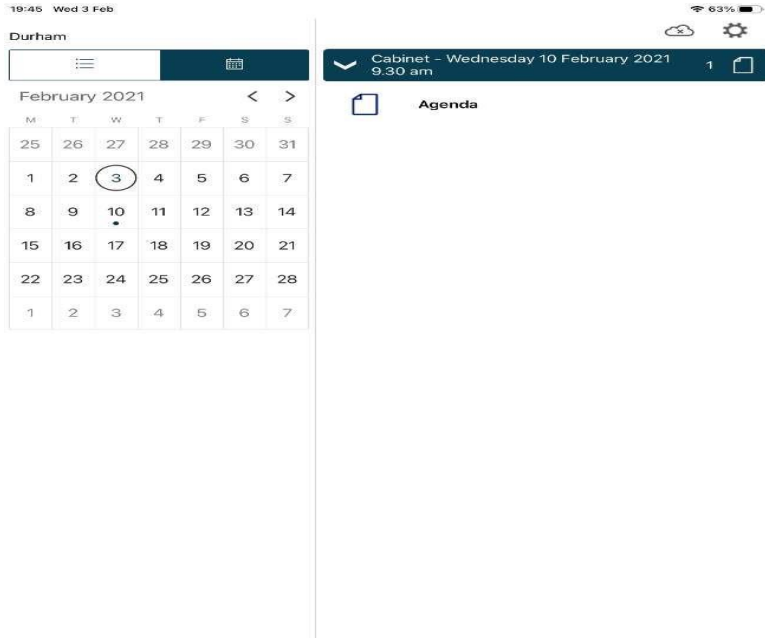 19:45 Wed 3 Feb
63%
Durham
February 2021
M T W T F S S
25 26 27 28 29 30 31
1 2 3 4 5 6 7
8 9 10 11 12 13 14
15 16 17 18 19 20 21
22 23 24 25 26 27 28
1 2 3 4 5 6 7
Cabinet - Wednesday 10 February 2021
9.30 am
1
Agenda